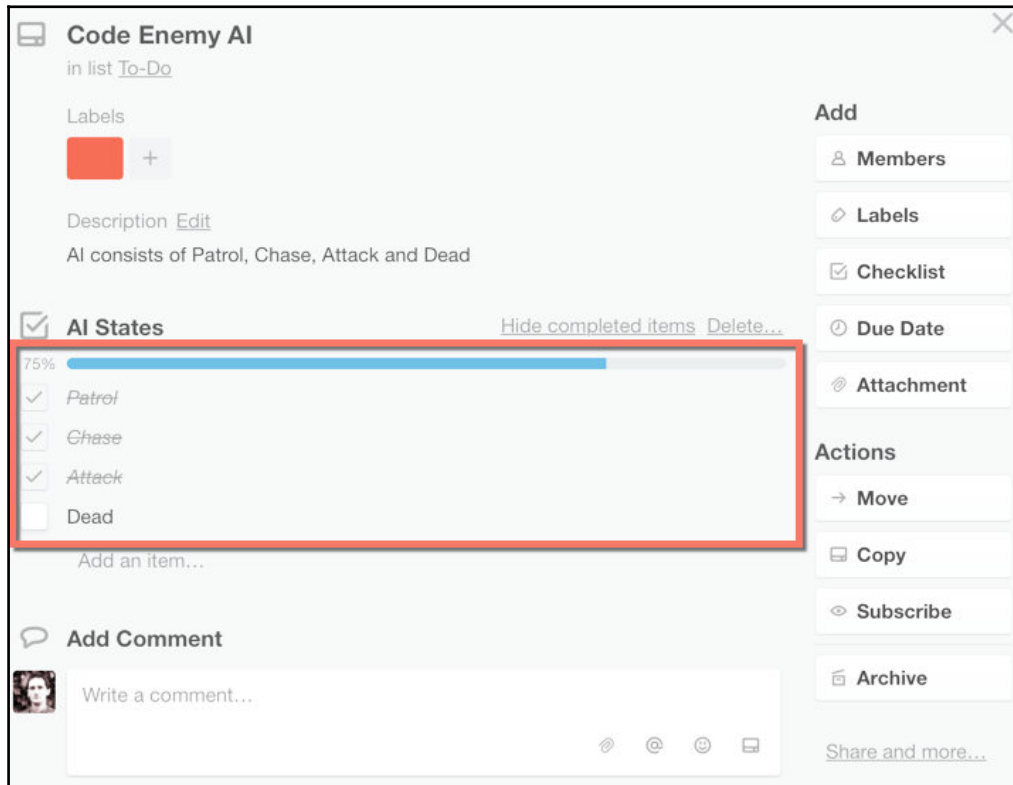 Code Enemy AI
in list To-Do
Labels
+
Description Edit
AI consists of Patrol, Chase, Attack and Dead
AI States Hide completed items Delete...
75%
Patrol
Chase
Attack
Dead
Add an item...
Add Comment
Write a comment...
Add
Members
Labels
Checklist
Due Date
Attachment
Actions
Move
Copy
Subscribe
Archive
Share and more...